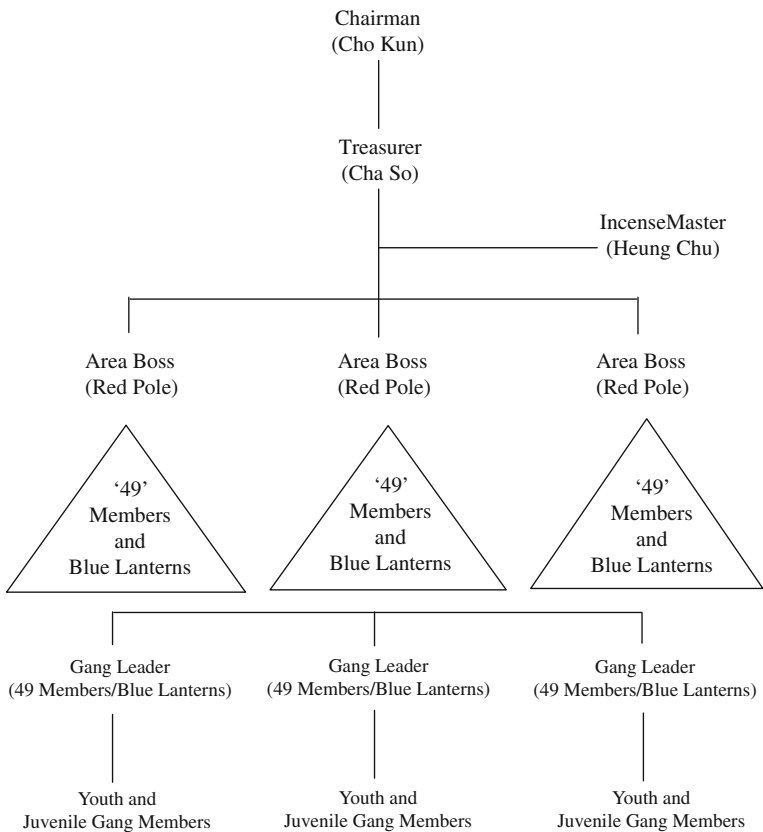 Chairman
(Cho Kun)
Treasurer
(Cha So)
IncenseMaster
(Heung Chu)
Area Boss
(Red Pole)
Area Boss
(Red Pole)
Area Boss
(Red Pole)
‘49’
Members
and
Blue Lanterns
‘49’
Members
and
Blue Lanterns
‘49’
Members
and
Blue Lanterns
Gang Leader
(49 Members/Blue Lanterns)
Gang Leader
(49 Members/Blue Lanterns)
Gang Leader
(49 Members/Blue Lanterns)
Youth and
Juvenile Gang Members
Youth and
Juvenile Gang Members
Youth and
Juvenile Gang Members